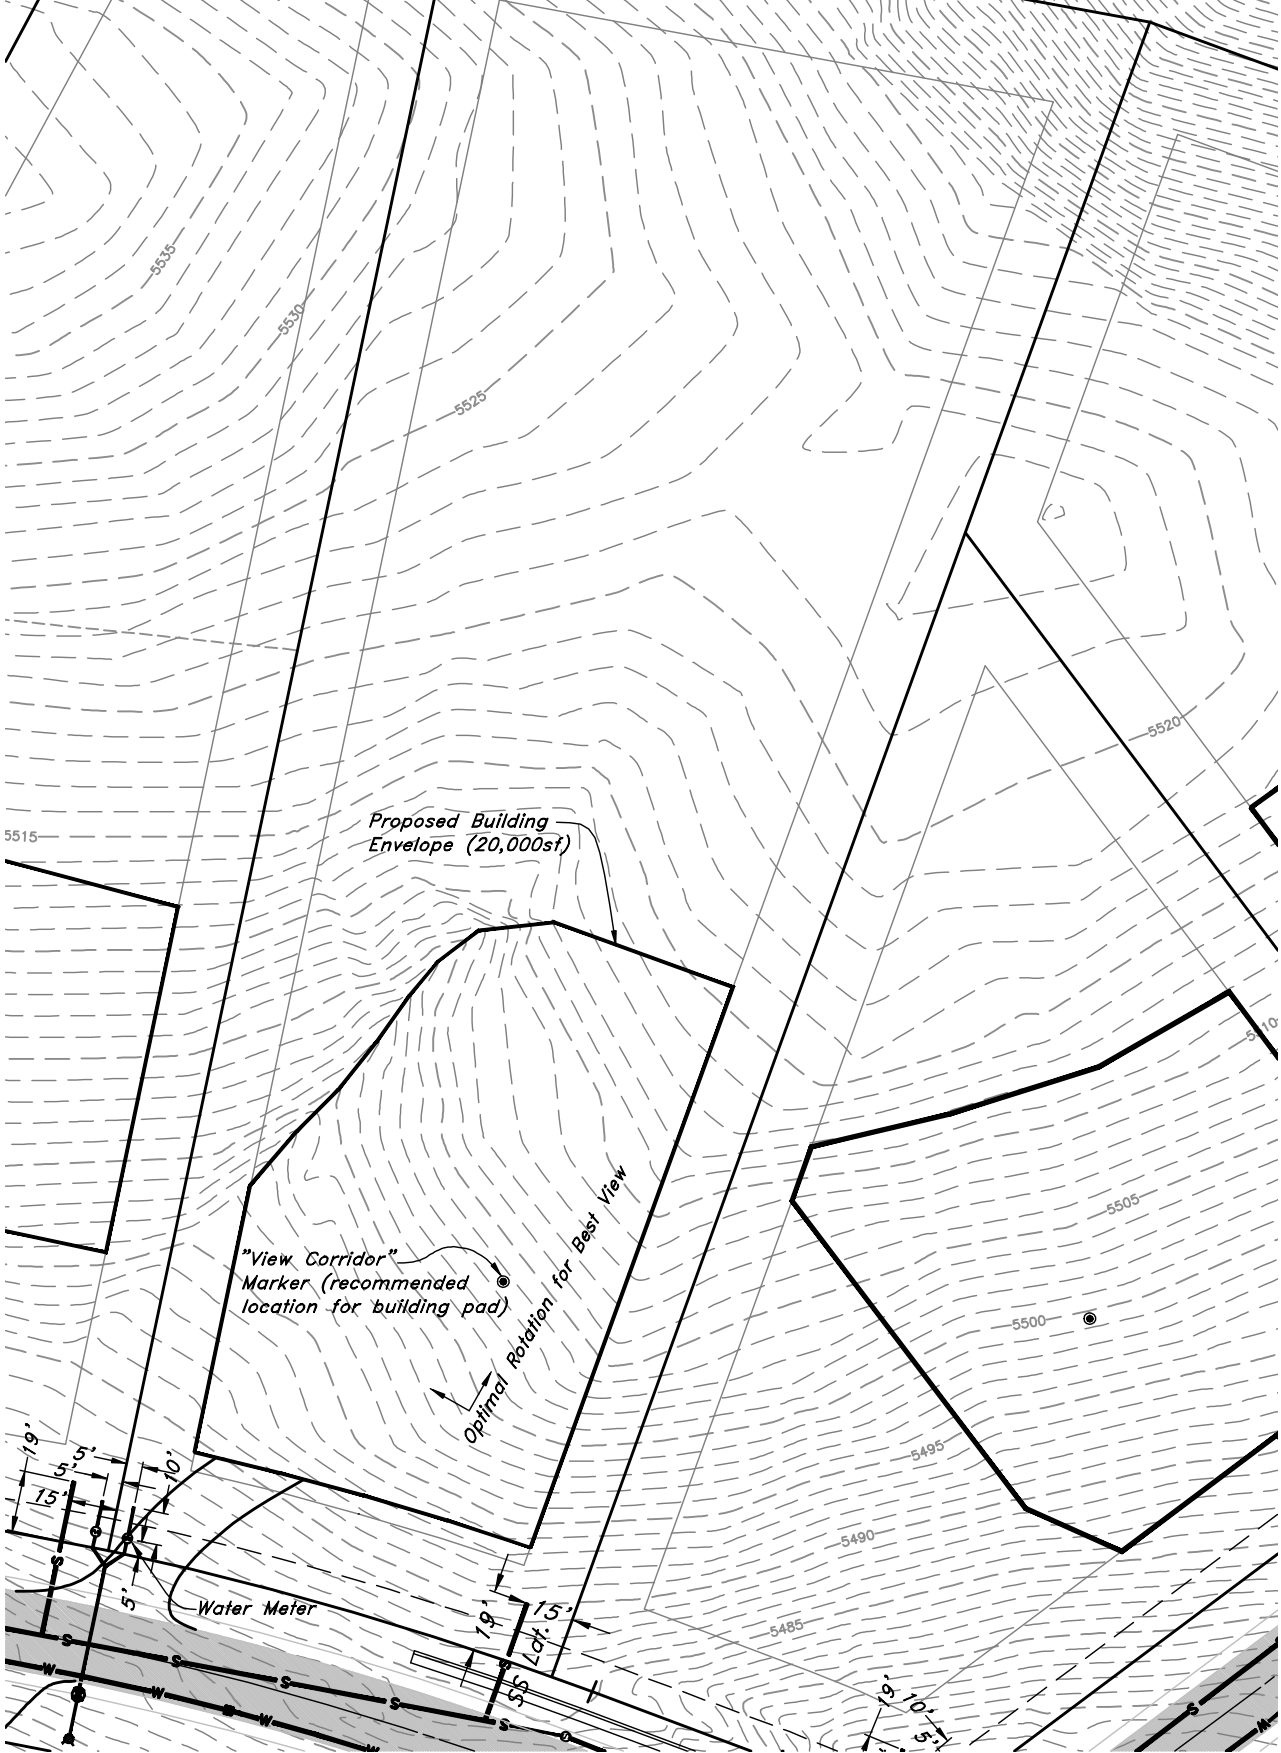 5535
5530
5525
5520
5515
Proposed Building
Envelope (20,000sf)
5510
5505
"View Corridor"
Marker (recommended
location for building pad)
Optimal Rotation for Best View
5500
5495
5490
5485
19'
5'
5'
15'
10'
5'
Water Meter
19'
15'
SS Lat.
19'
10'
5'
S
S
S
S
S
S
S
S
W
W
W
W
W